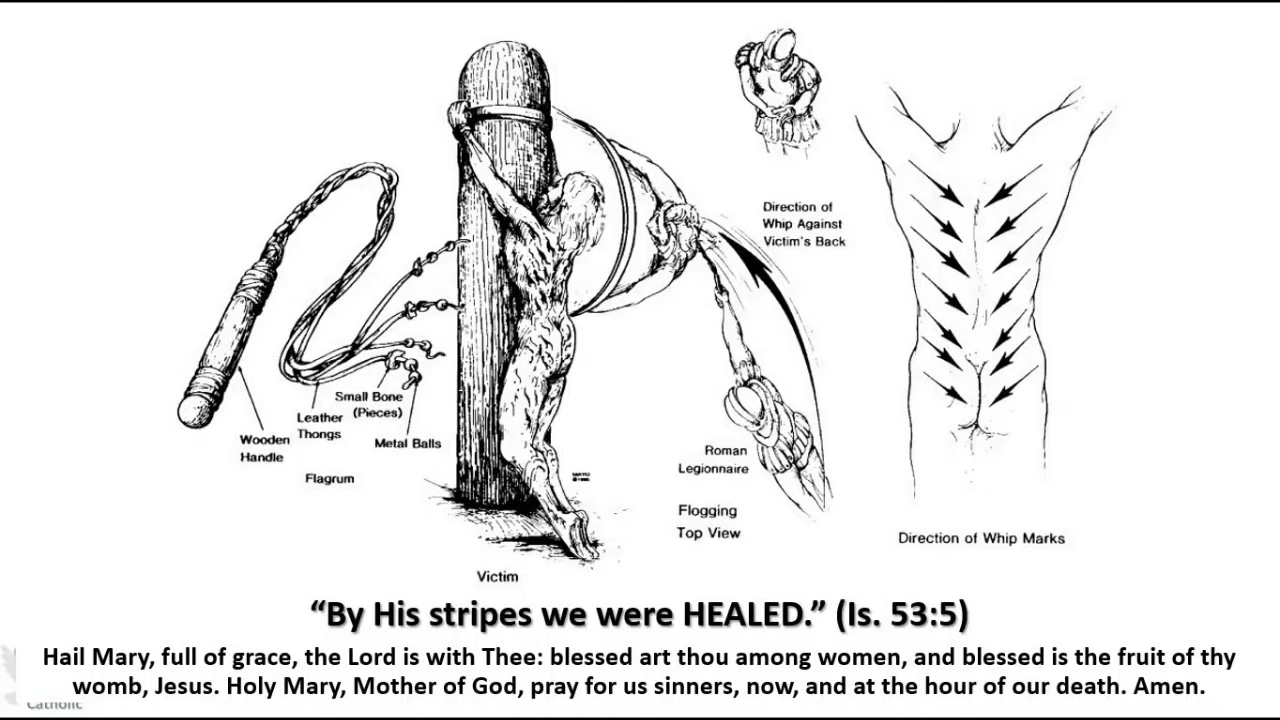 Direction of
Whip Against
Victim's Back
Small Bone
(Pieces)
Leather
Thongs
Metal Balls
Wooden
Handle
Flagrum
Roman
Legionnaire
Flogging
Top View
Direction of Whip Marks
Victim
“By His stripes we were HEALED.” (Is. 53:5)
Hail Mary, full of grace, the Lord is with Thee: blessed art thou among women, and blessed is the fruit of thy
womb, Jesus. Holy Mary, Mother of God, pray for us sinners, now, and at the hour of our death. Amen.
Catholic